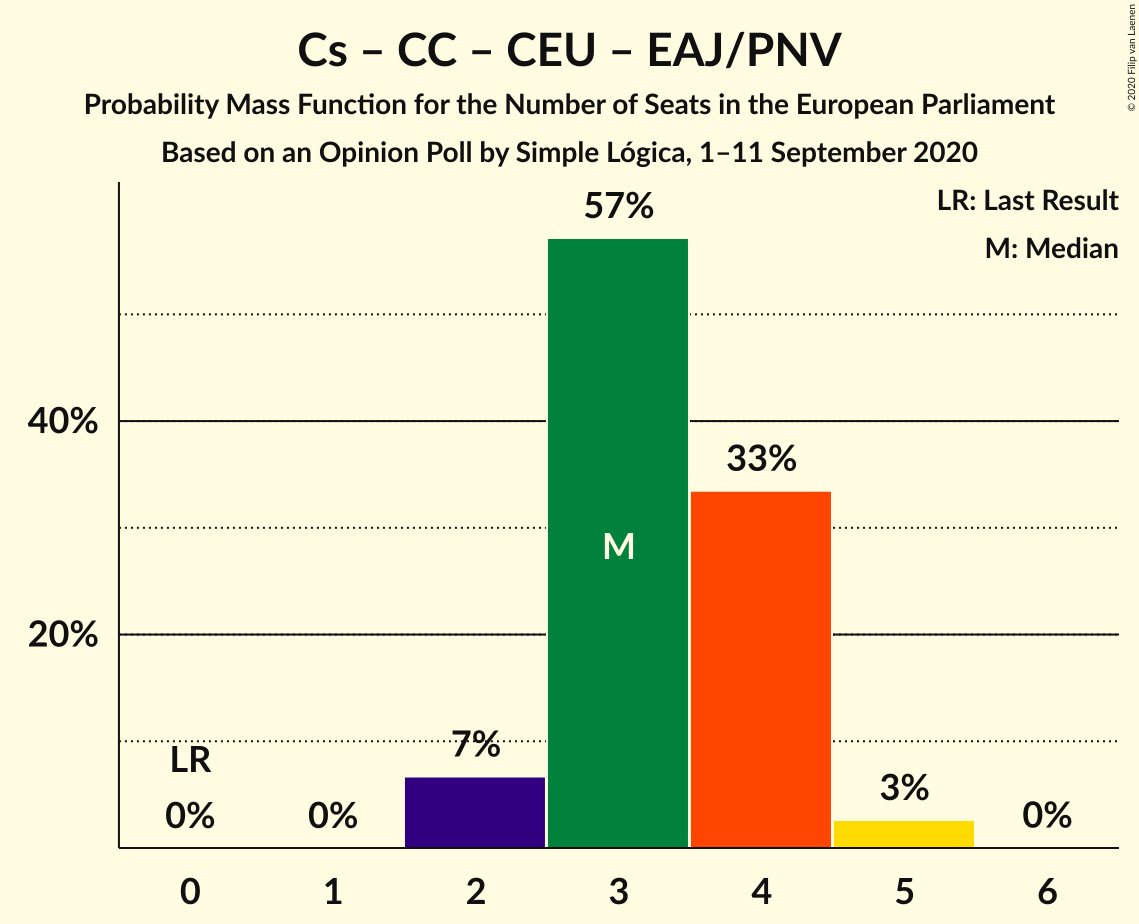 Cs – CC – CEU – EAJ/PNV
Probability Mass Function for the Number of Seats in the European Parliament
Based on an Opinion Poll by Simple Lógica, 1–11 September 2020
© 2020 Filip van Laenen
LR: Last Result
M: Median
57%
40%
33%
M
20%
7%
LR
3%
0%
0%
0%
0
1
2
3
4
5
6